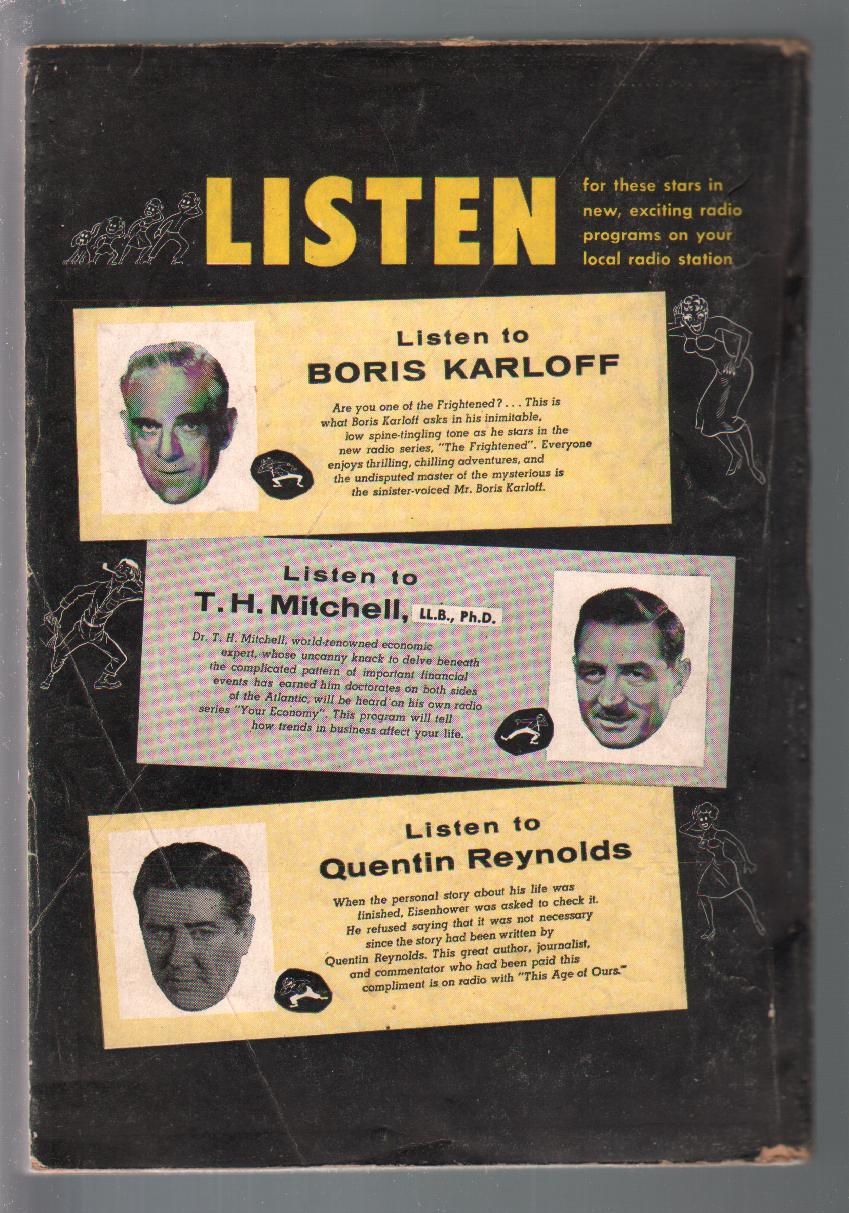 LISTEN
for these stars in
new, exciting radio
programs on your
local radio station
Listen to
BORIS KARLOFF
Are you one of the Frightened? . . . This is
what Boris Karloff asks in his inimitable,
low spine-tingling tone as he stars in the
new radio series, "The Frightened". Everyone
enjoys thrilling, chilling adventures, and
the undisputed master of the mysterious is
the sinister-voiced Mr. Boris Karloff.
Listen to
T. H. Mitchell, LL.B., Ph.D.
Dr. T. H. Mitchell, world-renowned economic
expert, whose uncanny knack to delve beneath
the complicated pattern of important financial
events has earned him doctorates on both sides
of the Atlantic, will be heard on his own radio
series "Your Economy". This program will tell
how trends in business affect your life.
Listen to
Quentin Reynolds
When the personal story about his life was
finished, Eisenhower was asked to check it.
He refused saying that it was not necessary
since the story had been written by
Quentin Reynolds. This great author, journalist,
and commentator who had been paid this
compliment is on radio with "This Age of Ours."